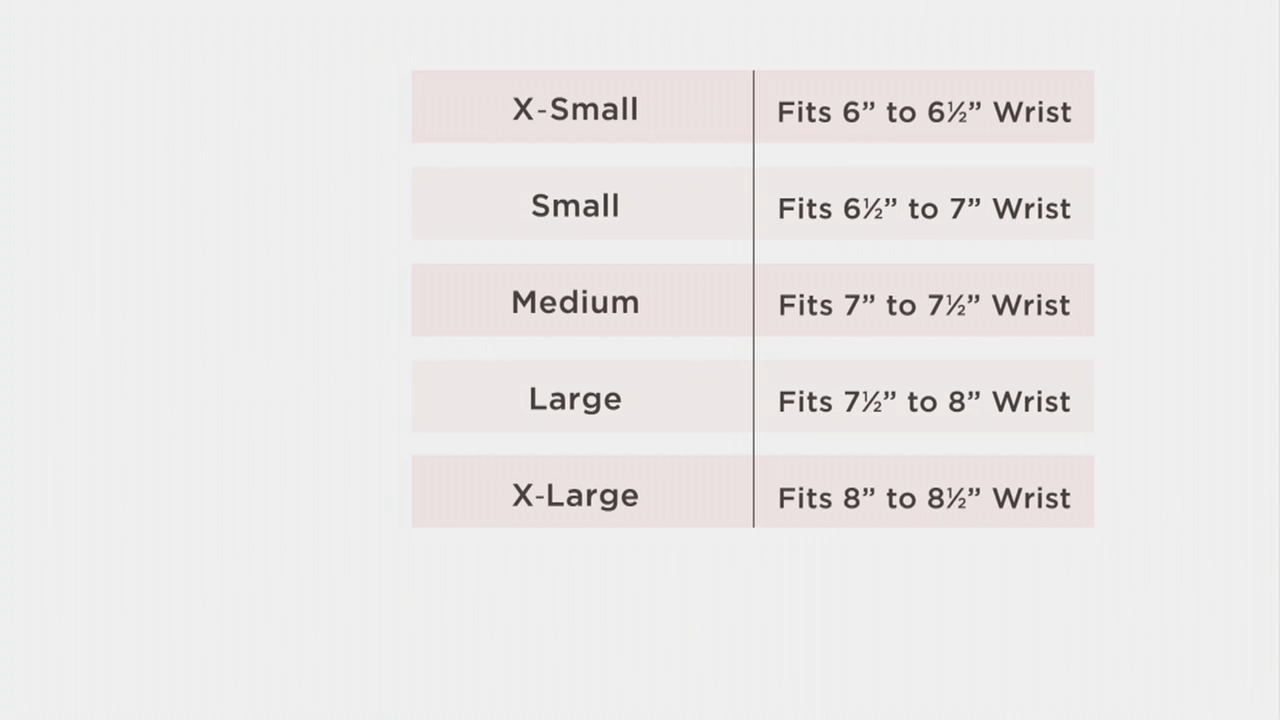 X-Small Fits 6” to 6½” Wrist
Small Fits 6½” to 7” Wrist
Medium Fits 7” to 7½” Wrist
Large Fits 7½” to 8” Wrist
X-Large Fits 8” to 8½” Wrist